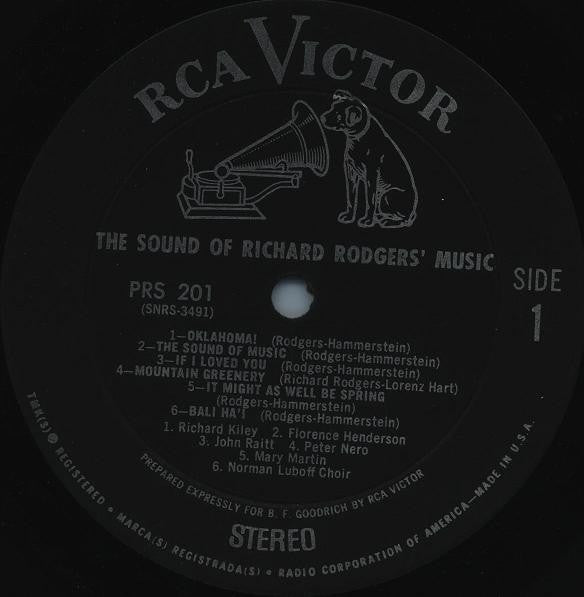 RCA VICTOR
THE SOUND OF RICHARD RODGERS' MUSIC
PRS 201
(SNRS-3491)
SIDE
1
1—OKLAHOMA! (Rodgers-Hammerstein)
2—THE SOUND OF MUSIC (Rodgers-Hammerstein)
3—IF I LOVED YOU (Rodgers-Hammerstein)
4—MOUNTAIN GREENERY (Richard Rodgers-Lorenz Hart)
5—IT MIGHT AS WELL BE SPRING
(Rodgers-Hammerstein)
6—BALI HA'I (Rodgers-Hammerstein)
1. Richard Kiley 2. Florence Henderson
3. John Raitt 4. Peter Nero
5. Mary Martin
6. Norman Luboff Choir
PREPARED EXPRESSLY FOR B. F. GOODRICH BY RCA VICTOR
STEREO
TMK(S) ® REGISTERED • MARCA(S) REGISTRADA(S) • RADIO CORPORATION OF AMERICA—MADE IN U.S.A.